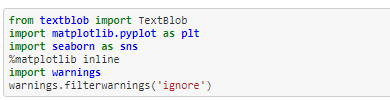 from textblob import TextBlob
import matplotlib.pyplot as plt
import seaborn as sns
%matplotlib inline
import warnings
warnings.filterwarnings('ignore')